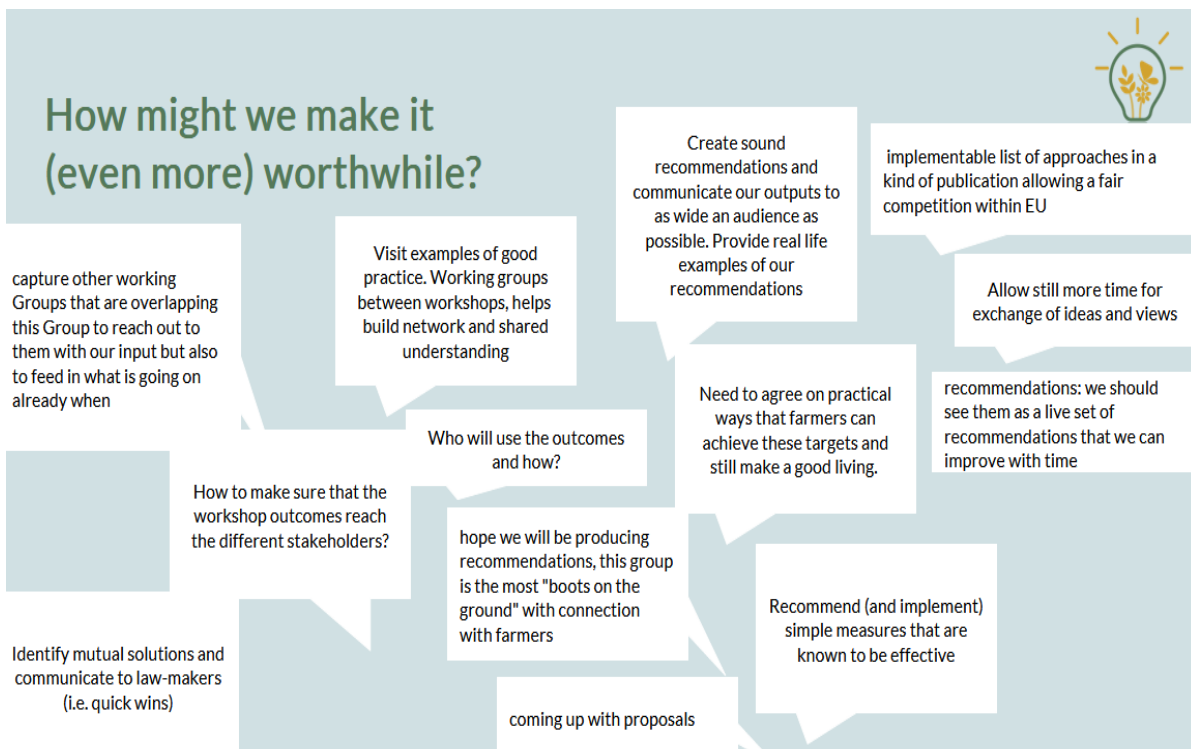 How might we make it
(even more) worthwhile?
capture other working
Groups that are overlapping
this Group to reach out to
them with our input but also
to feed in what is going on
already when
Visit examples of good
practice. Working groups
between workshops, helps
build network and shared
understanding
Create sound
recommendations and
communicate our outputs to
as wide an audience as
possible. Provide real life
examples of our
recommendations
implementable list of approaches in a
kind of publication allowing a fair
competition within EU
Allow still more time for
exchange of ideas and views
Who will use the outcomes
and how?
Need to agree on practical
ways that farmers can
achieve these targets and
still make a good living.
recommendations: we should
see them as a live set of
recommendations that we can
improve with time
How to make sure that the
workshop outcomes reach
the different stakeholders?
hope we will be producing
recommendations, this group
is the most "boots on the
ground" with connection
with farmers
Recommend (and implement)
simple measures that are
known to be effective
Identify mutual solutions and
communicate to law-makers
(i.e. quick wins)
coming up with proposals